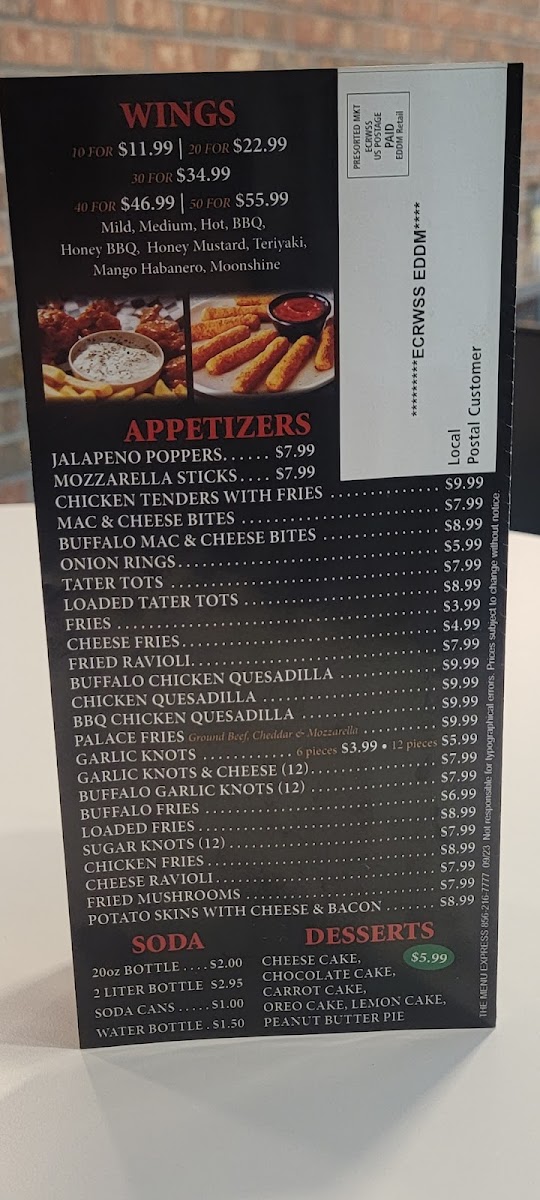 WINGS
10 FOR $11.99 | 20 FOR $22.99
30 FOR $34.99
40 FOR $46.99 | 50 FOR $55.99
Mild, Medium, Hot, BBQ,
Honey BBQ, Honey Mustard, Teriyaki,
Mango Habanero, Moonshine
PRESORTED MKT
ECRWSS
US POSTAGE
PAID
EDDM Retail
*********ECRWSS EDDM****
Local
Postal Customer
APPETIZERS
JALAPENO POPPERS...... $7.99
MOZZARELLA STICKS.... $7.99
CHICKEN TENDERS WITH FRIES ............... $9.99
MAC & CHEESE BITES ........................... $7.99
BUFFALO MAC & CHEESE BITES ................ $8.99
ONION RINGS................................... $5.99
TATER TOTS .................................... $7.99
LOADED TATER TOTS ........................... $8.99
FRIES .......................................... $3.99
CHEESE FRIES.................................. $4.99
FRIED RAVIOLI................................. $7.99
BUFFALO CHICKEN QUESADILLA ............... $9.99
CHICKEN QUESADILLA ......................... $9.99
BBQ CHICKEN QUESADILLA .................... $9.99
PALACE FRIES Ground Beef, Cheddar & Mozzarella .......... $9.99
GARLIC KNOTS ............. 6 pieces $3.99 • 12 pieces $5.99
GARLIC KNOTS & CHEESE (12).................. $7.99
BUFFALO GARLIC KNOTS (12) .................. $7.99
BUFFALO FRIES ................................ $6.99
LOADED FRIES ................................. $8.99
SUGAR KNOTS (12) ............................. $7.99
CHICKEN FRIES................................. $8.99
CHEESE RAVIOLI................................ $7.99
FRIED MUSHROOMS ............................ $7.99
POTATO SKINS WITH CHEESE & BACON ....... $8.99
SODA
20oz BOTTLE ....$2.00
2 LITER BOTTLE $2.95
SODA CANS .....$1.00
WATER BOTTLE . $1.50
DESSERTS
CHEESE CAKE,
$5.99
CHOCOLATE CAKE,
CARROT CAKE,
OREO CAKE, LEMON CAKE,
PEANUT BUTTER PIE
THE MENU EXPRESS 856-216-7777 09/23 Not responsible for typographical errors. Prices subject to change without notice.